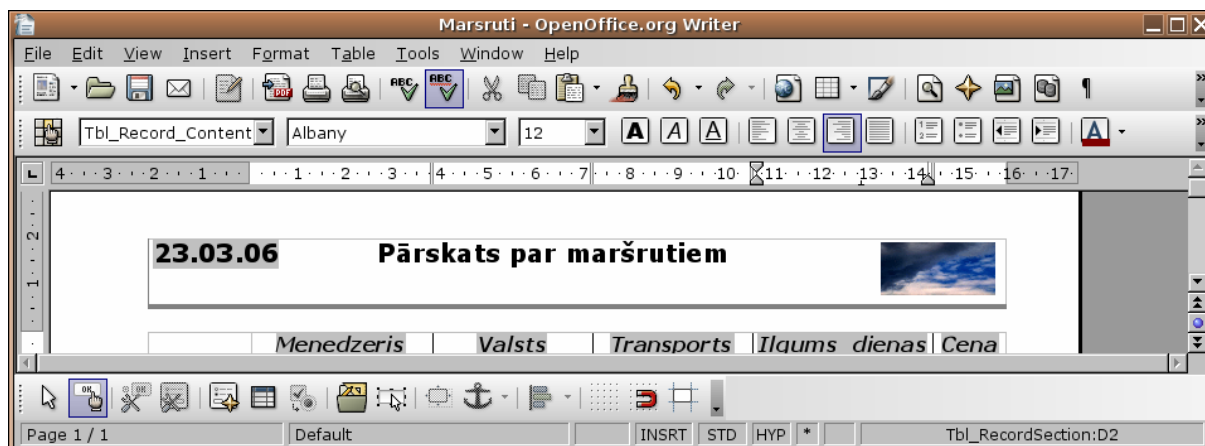 Marsruti - OpenOffice.org Writer
File Edit View Insert Format Table Tools Window Help
Tbl_Record_Content Albany 12 A A A A
4 3 2 1 1 2 3 4 5 6 7 8 9 10 11 12 13 14 15 16 17
23.03.06 Pārskats par maršrutiem
Menedzeris Valsts Transports Ilgums dienas Cena
Page 1 / 1 Default INSRT STD HYP * Tbl_RecordSection:D2